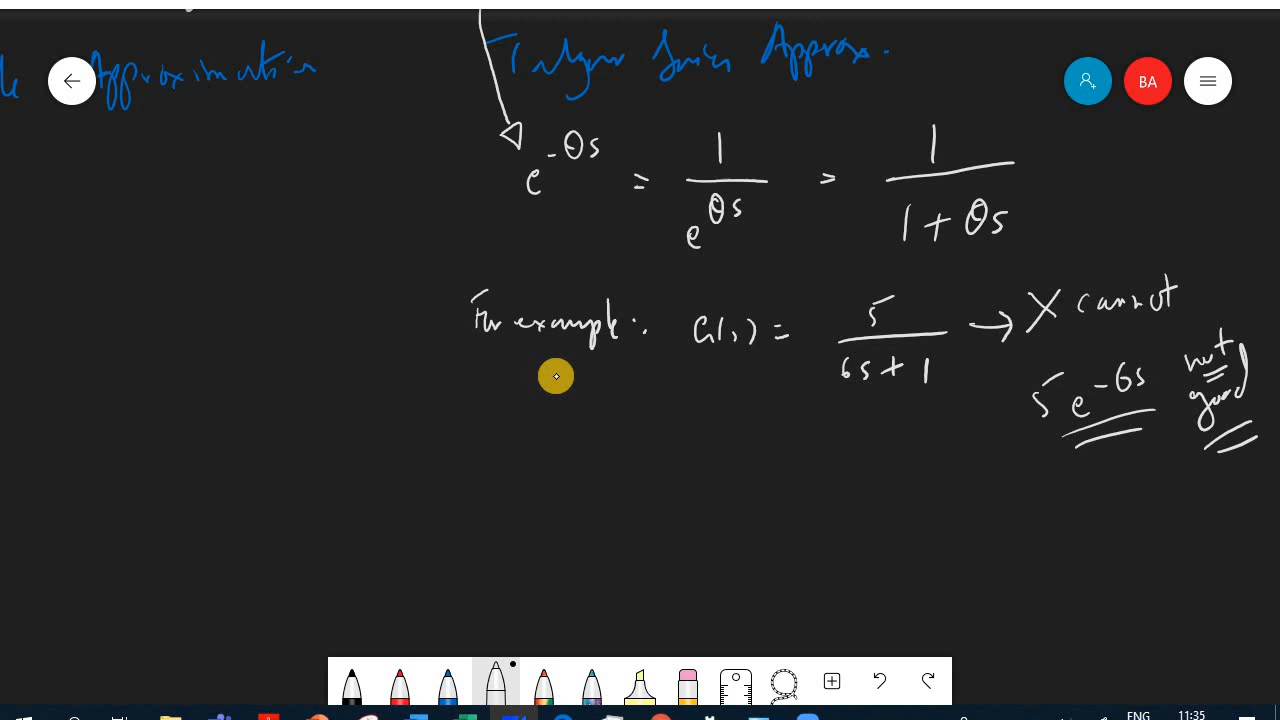 Approximation
Taylor Series Approx.
BA
e^-θs = 1/e^θs = 1/(1 + θs)
For example: G(s) = 5/(6s + 1) → X cannot
5 e^-6s not good
ENG 11:35